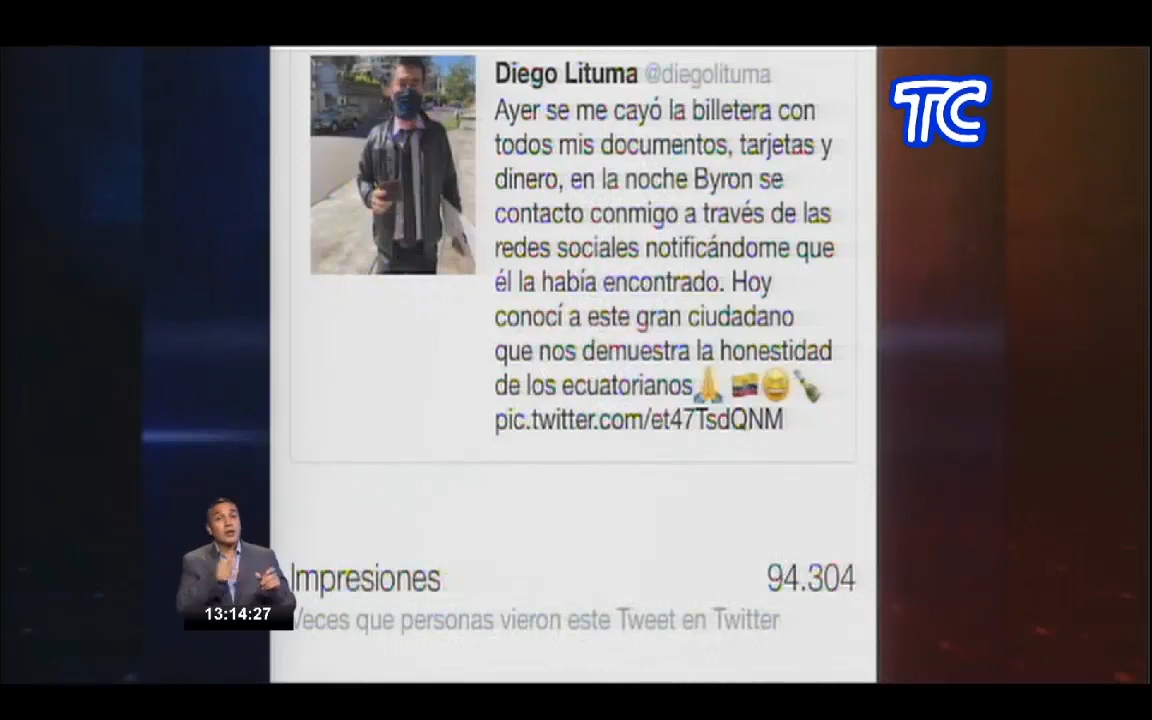 TC
Diego Lituma @diegolituma
Ayer se me cayó la billetera con
todos mis documentos, tarjetas y
dinero, en la noche Byron se
contacto conmigo a través de las
redes sociales notificándome que
él la había encontrado. Hoy
conocí a este gran ciudadano
que nos demuestra la honestidad
de los ecuatorianos🙏 🇪🇨😆🍾
pic.twitter.com/et47TsdQNM
Impresiones 94.304
Veces que personas vieron este Tweet en Twitter
13:14:27